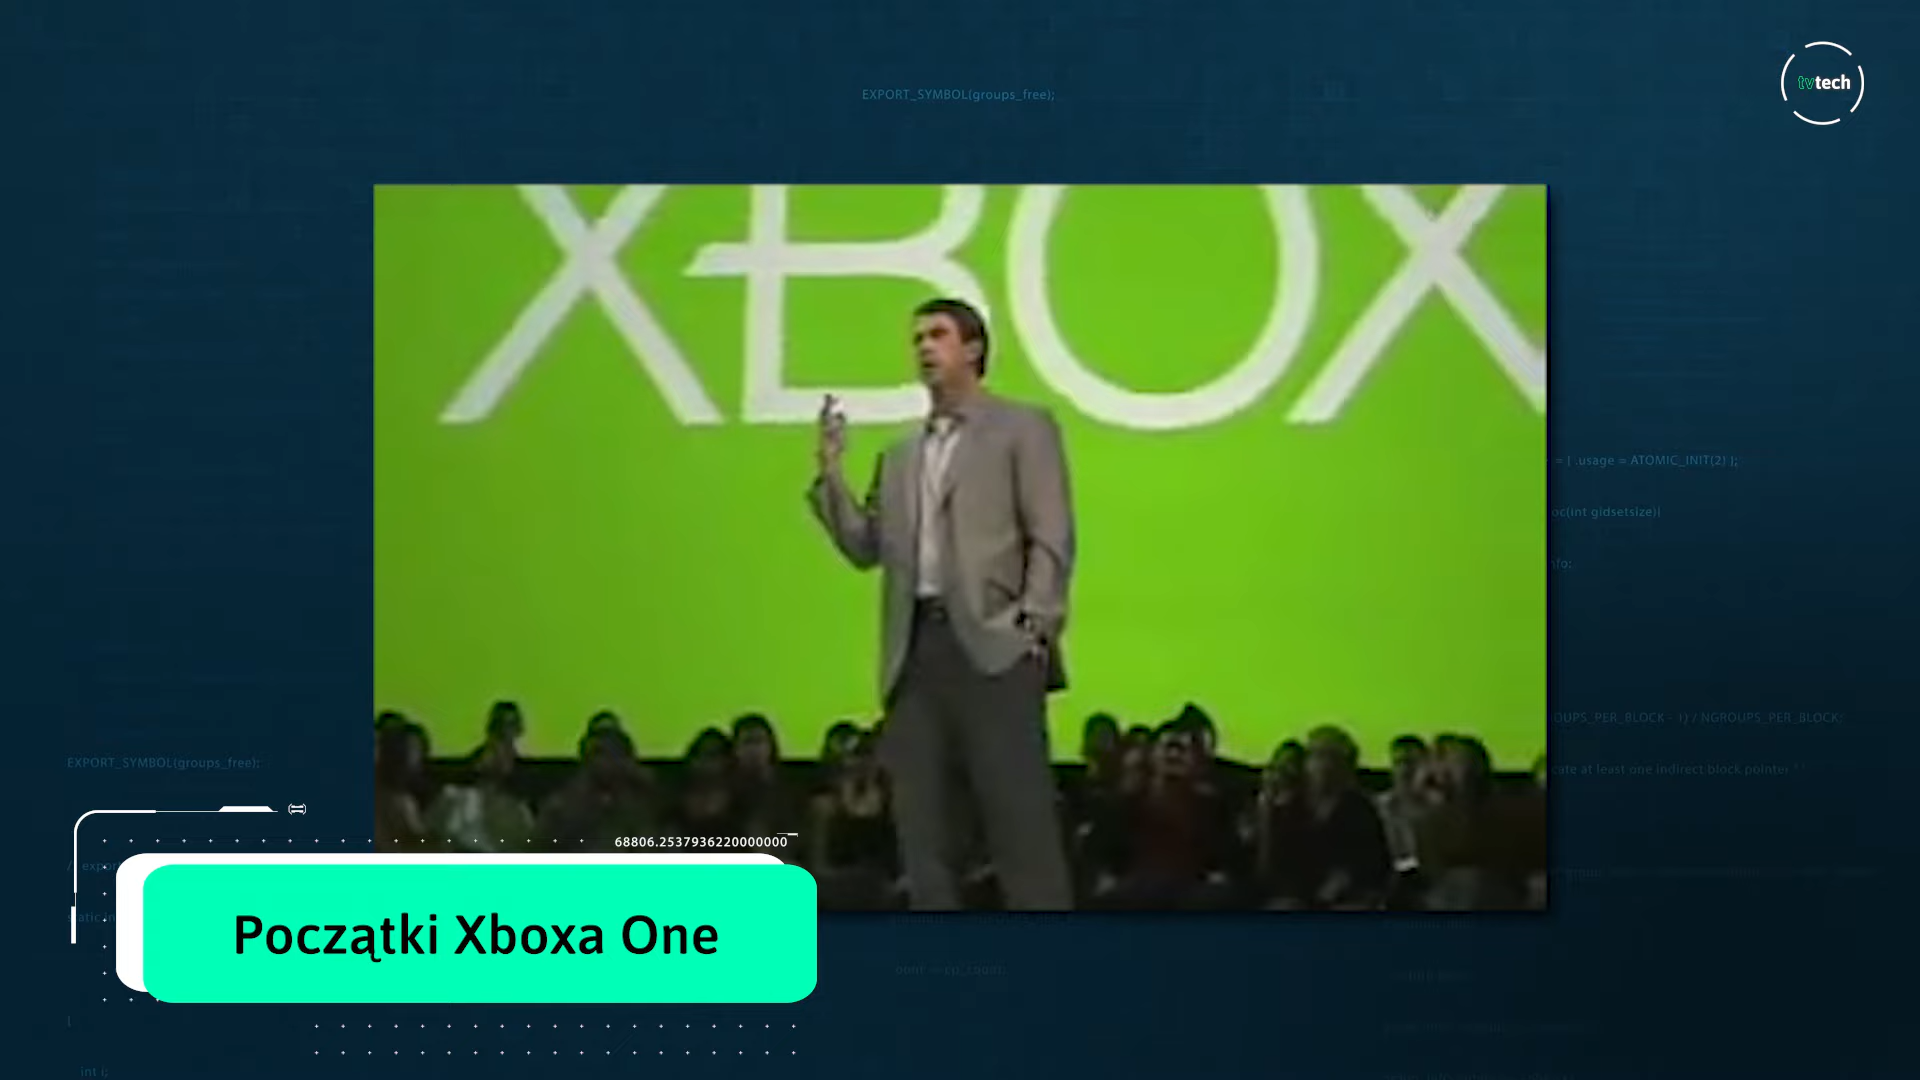 EXPORT_SYMBOL(groups_free);
tvtech
XBOX
= { .usage = ATOMIC_INIT(2) };
oc(int gidsetsize){
nfo;
OUPS_PER_BLOCK - 1) / NGROUPS_PER_BLOCK;
EXPORT_SYMBOL(groups_free);
cate at least one indirect block pointer
68806.2537936220000000
Początki Xboxa One
int i;